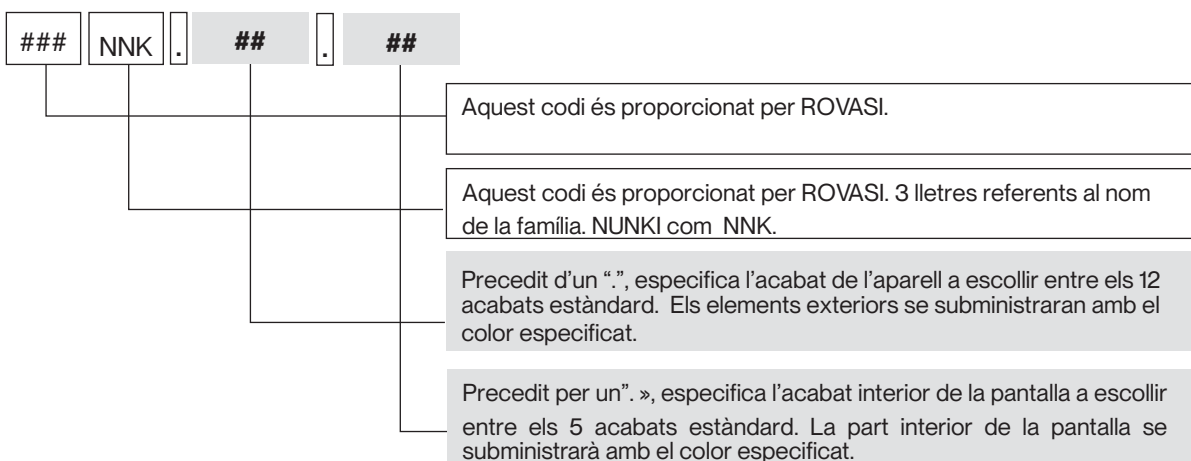 ### NNK . ## . ##
Aquest codi és proporcionat per ROVASI.
Aquest codi és proporcionat per ROVASI. 3 lletres referents al nom
de la família. NUNKI com NNK.
Precedit d’un “.”, especifica l’acabat de l’aparell a escollir entre els 12
acabats estàndard. Els elements exteriors se subministraran amb el
color especificat.
Precedit per un”. », especifica l’acabat interior de la pantalla a escollir
entre els 5 acabats estàndard. La part interior de la pantalla se
subministrarà amb el color especificat.